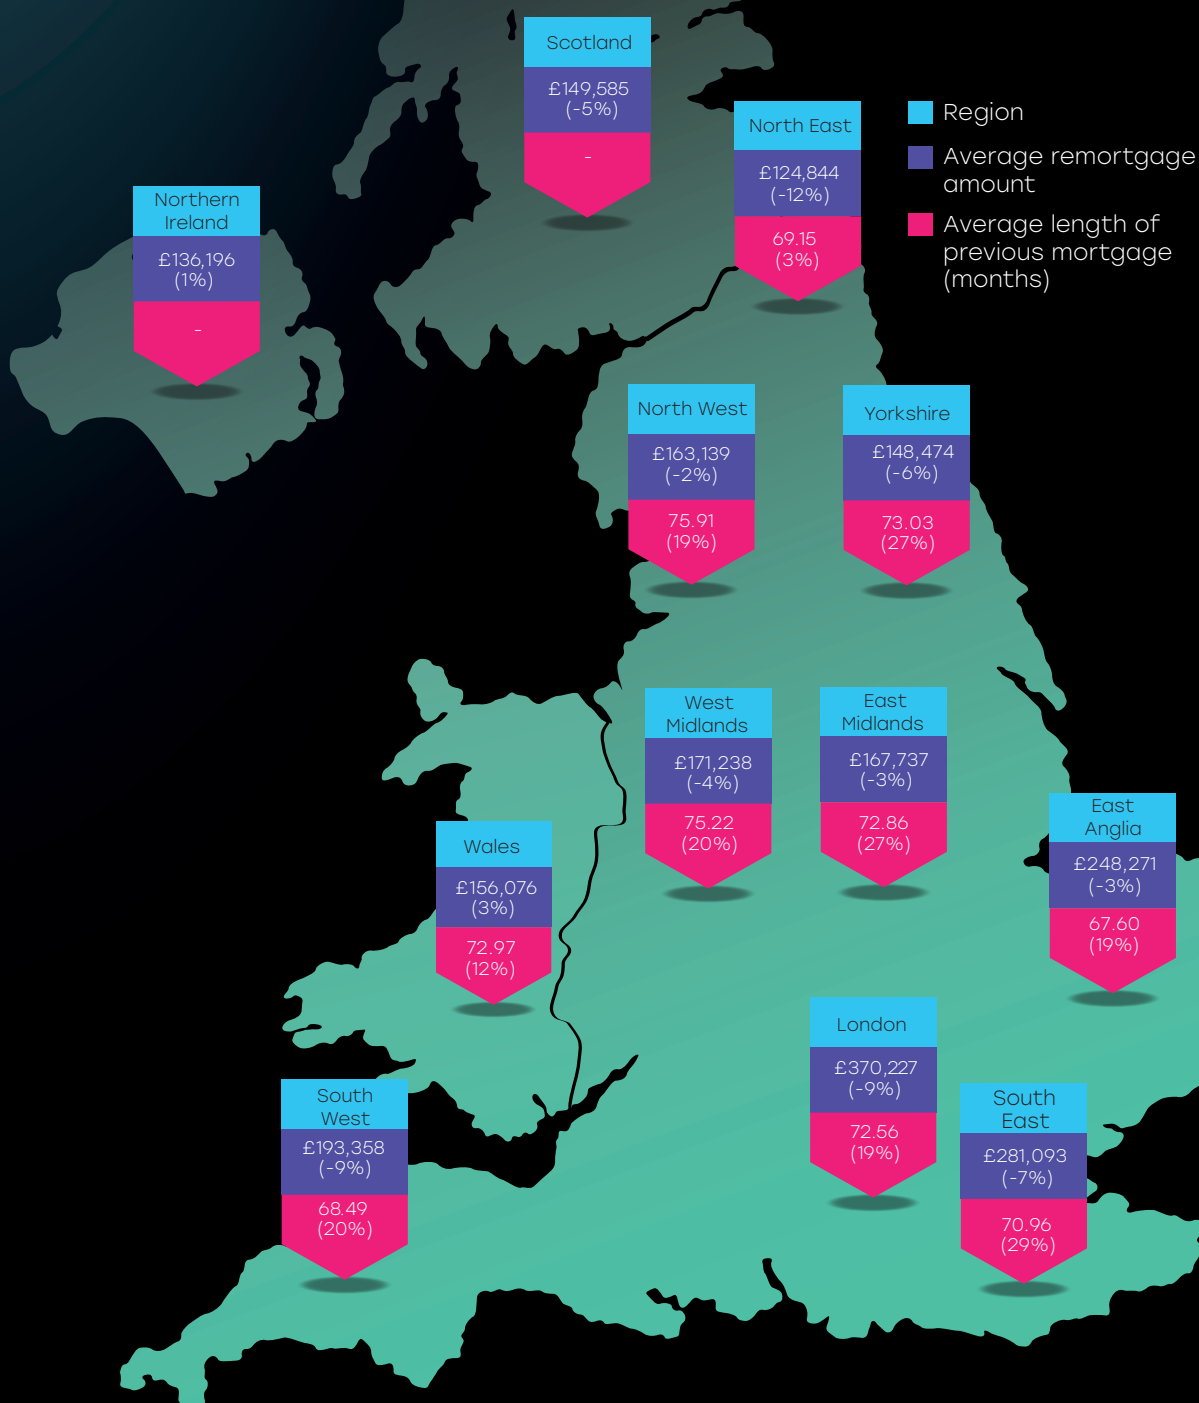 Scotland
£149,585
(-5%)
-
North East
£124,844
(-12%)
69.15
(3%)
Region
Average remortgage
amount
Average length of
previous mortgage
(months)
Northern
Ireland
£136,196
(1%)
-
North West
£163,139
(-2%)
75.91
(19%)
Yorkshire
£148,474
(-6%)
73.03
(27%)
West
Midlands
£171,238
(-4%)
75.22
(20%)
East
Midlands
£167,737
(-3%)
72.86
(27%)
East
Anglia
£248,271
(-3%)
67.60
(19%)
Wales
£156,076
(3%)
72.97
(12%)
London
£370,227
(-9%)
72.56
(19%)
South
East
£281,093
(-7%)
70.96
(29%)
South
West
£193,358
(-9%)
68.49
(20%)